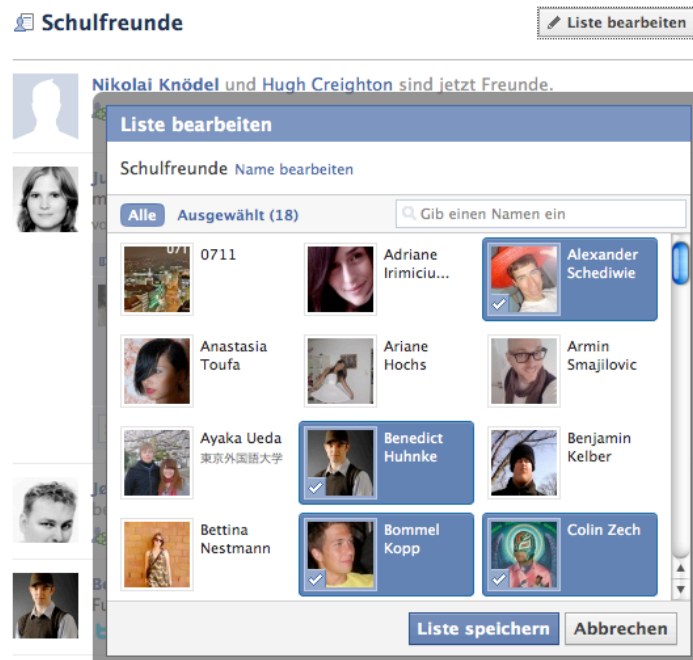 Schulfreunde
Liste bearbeiten
Nikolai Knödel und Hugh Creighton sind jetzt Freunde.
Liste bearbeiten
Schulfreunde Name bearbeiten
Alle Ausgewählt (18) Gib einen Namen ein
0711
Adriane
Irimiciu...
Alexander
Schediwie
Anastasia
Toufa
Ariane
Hochs
Armin
Smajilovic
Ayaka Ueda
東京外国語大学
Benedict
Huhnke
Benjamin
Kelber
Bettina
Nestmann
Bommel
Kopp
Colin Zech
Liste speichern Abbrechen